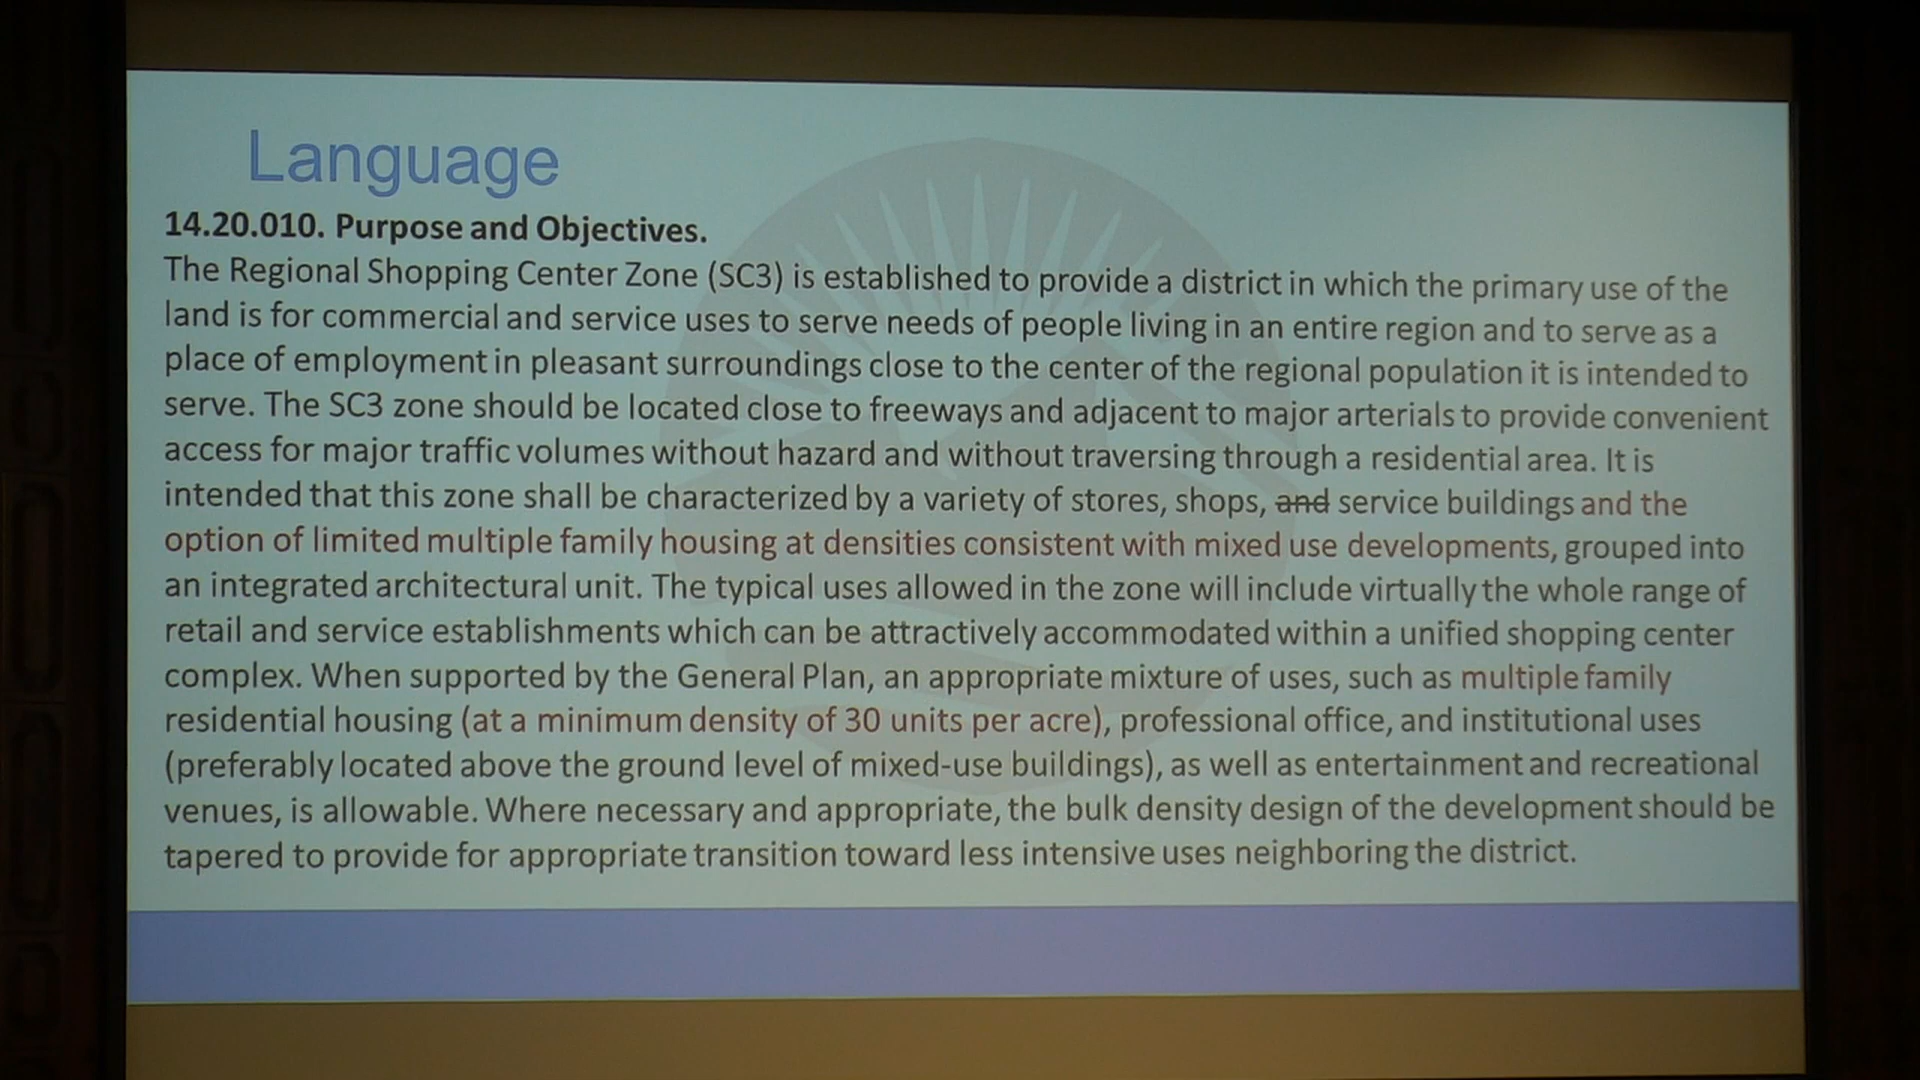 Language
14.20.010. Purpose and Objectives.
The Regional Shopping Center Zone (SC3) is established to provide a district in which the primary use of the
land is for commercial and service uses to serve needs of people living in an entire region and to serve as a
place of employment in pleasant surroundings close to the center of the regional population it is intended to
serve. The SC3 zone should be located close to freeways and adjacent to major arterials to provide convenient
access for major traffic volumes without hazard and without traversing through a residential area. It is
intended that this zone shall be characterized by a variety of stores, shops, and service buildings and the
option of limited multiple family housing at densities consistent with mixed use developments, grouped into
an integrated architectural unit. The typical uses allowed in the zone will include virtually the whole range of
retail and service establishments which can be attractively accommodated within a unified shopping center
complex. When supported by the General Plan, an appropriate mixture of uses, such as multiple family
residential housing (at a minimum density of 30 units per acre), professional office, and institutional uses
(preferably located above the ground level of mixed-use buildings), as well as entertainment and recreational
venues, is allowable. Where necessary and appropriate, the bulk density design of the development should be
tapered to provide for appropriate transition toward less intensive uses neighboring the district.